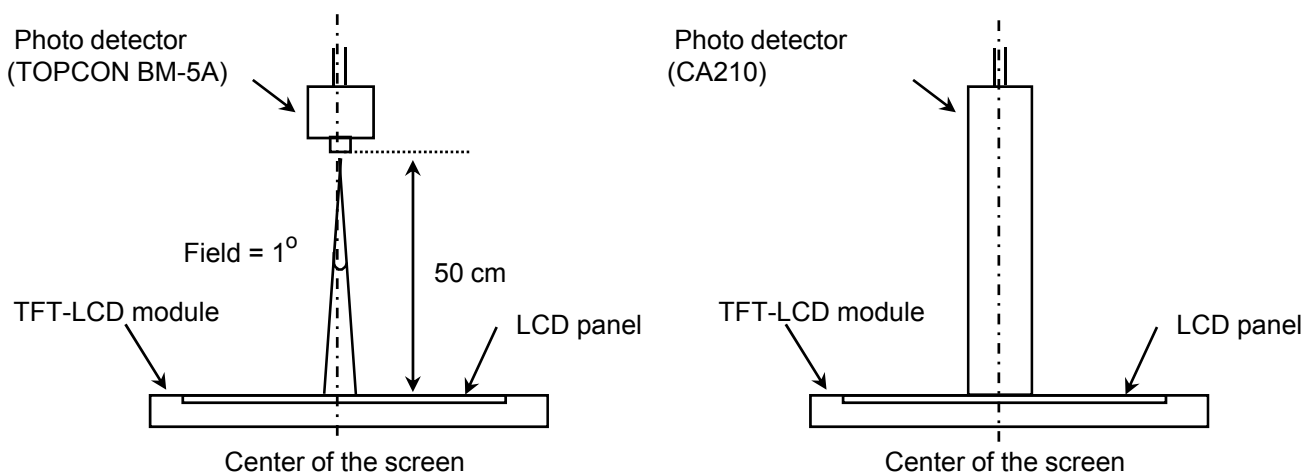 Photo detector
(TOPCON BM-5A)
Field = 1°
50 cm
TFT-LCD module
LCD panel
Center of the screen
Photo detector
(CA210)
TFT-LCD module
LCD panel
Center of the screen